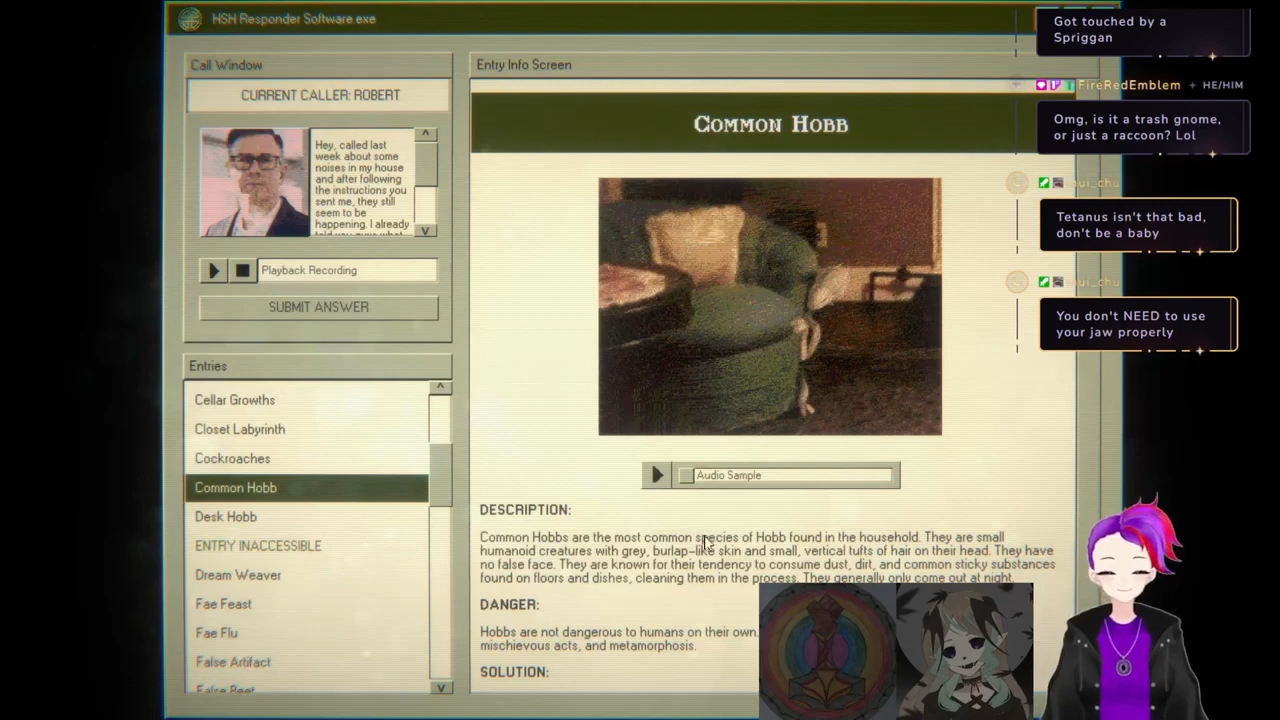 HSH Responder Software.exe
Call Window
CURRENT CALLER: ROBERT
Hey, called last
week about some
noises in my house
and after following
the instructions you
sent me, they still
seem to be
happening. I already
Playback Recording
SUBMIT ANSWER
Entries
Cellar Growths
Closet Labyrinth
Cockroaches
Common Hobb
Desk Hobb
ENTRY INACCESSIBLE
Dream Weaver
Fae Feast
Fae Flu
False Artifact
Entry Info Screen
Common Hobb
Audio Sample
DESCRIPTION:
Common Hobbs are the most common species of Hobb found in the household. They are small
humanoid creatures with grey, burlap-like skin and small, vertical tufts of hair on their head. They have
no false face. They are known for their tendency to consume dust, dirt, and common sticky substances
found on floors and dishes, cleaning them in the process. They generally only come out at night.
DANGER:
Hobbs are not dangerous to humans on their own.
mischievous acts, and metamorphosis.
SOLUTION:
Got touched by a
Spriggan
FireRedEmblem + HE/HIM
Omg, is it a trash gnome,
or just a raccoon? Lol
Tetanus isn't that bad,
don't be a baby
You don't NEED to use
your jaw properly